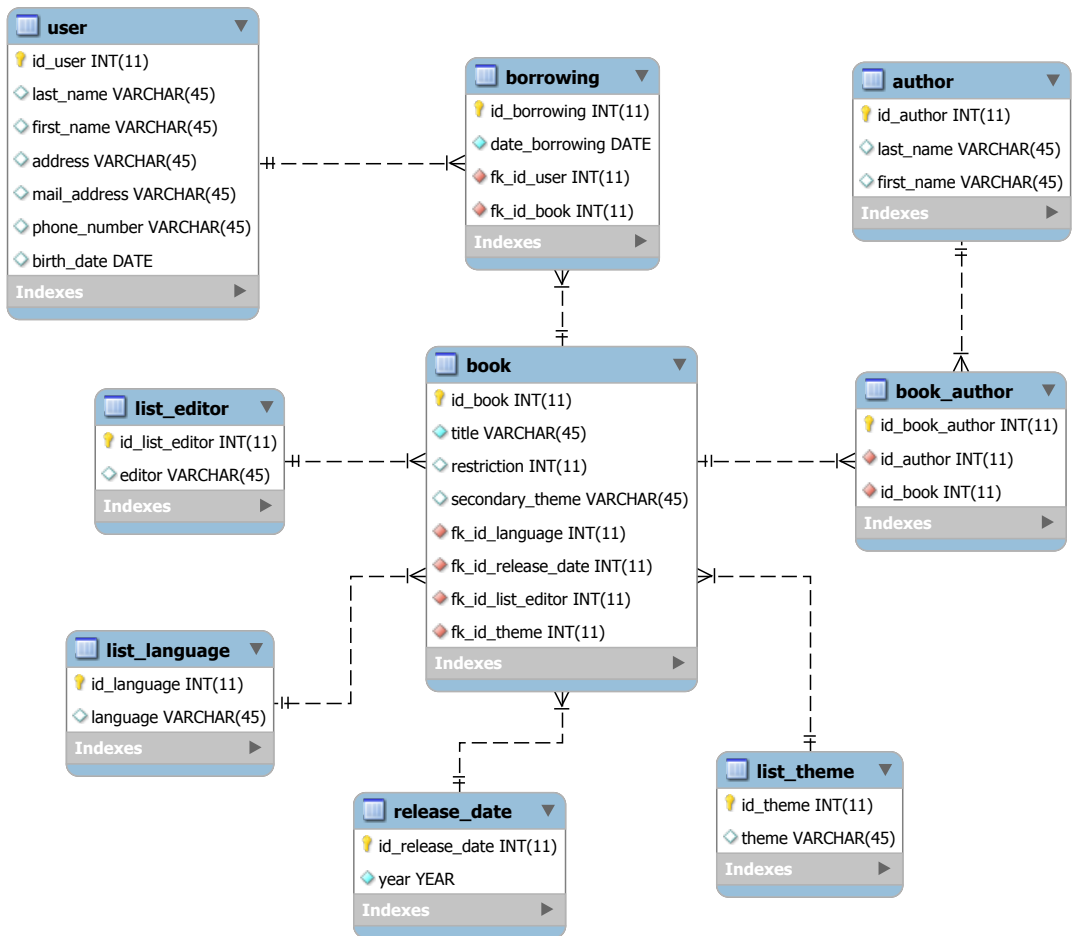 user
id_user INT(11)
last_name VARCHAR(45)
first_name VARCHAR(45)
address VARCHAR(45)
mail_address VARCHAR(45)
phone_number VARCHAR(45)
birth_date DATE
Indexes
borrowing
id_borrowing INT(11)
date_borrowing DATE
fk_id_user INT(11)
fk_id_book INT(11)
Indexes
author
id_author INT(11)
last_name VARCHAR(45)
first_name VARCHAR(45)
Indexes
list_editor
id_list_editor INT(11)
editor VARCHAR(45)
Indexes
book
id_book INT(11)
title VARCHAR(45)
restriction INT(11)
secondary_theme VARCHAR(45)
fk_id_language INT(11)
fk_id_release_date INT(11)
fk_id_list_editor INT(11)
fk_id_theme INT(11)
Indexes
book_author
id_book_author INT(11)
id_author INT(11)
id_book INT(11)
Indexes
list_language
id_language INT(11)
language VARCHAR(45)
Indexes
release_date
id_release_date INT(11)
year YEAR
Indexes
list_theme
id_theme INT(11)
theme VARCHAR(45)
Indexes